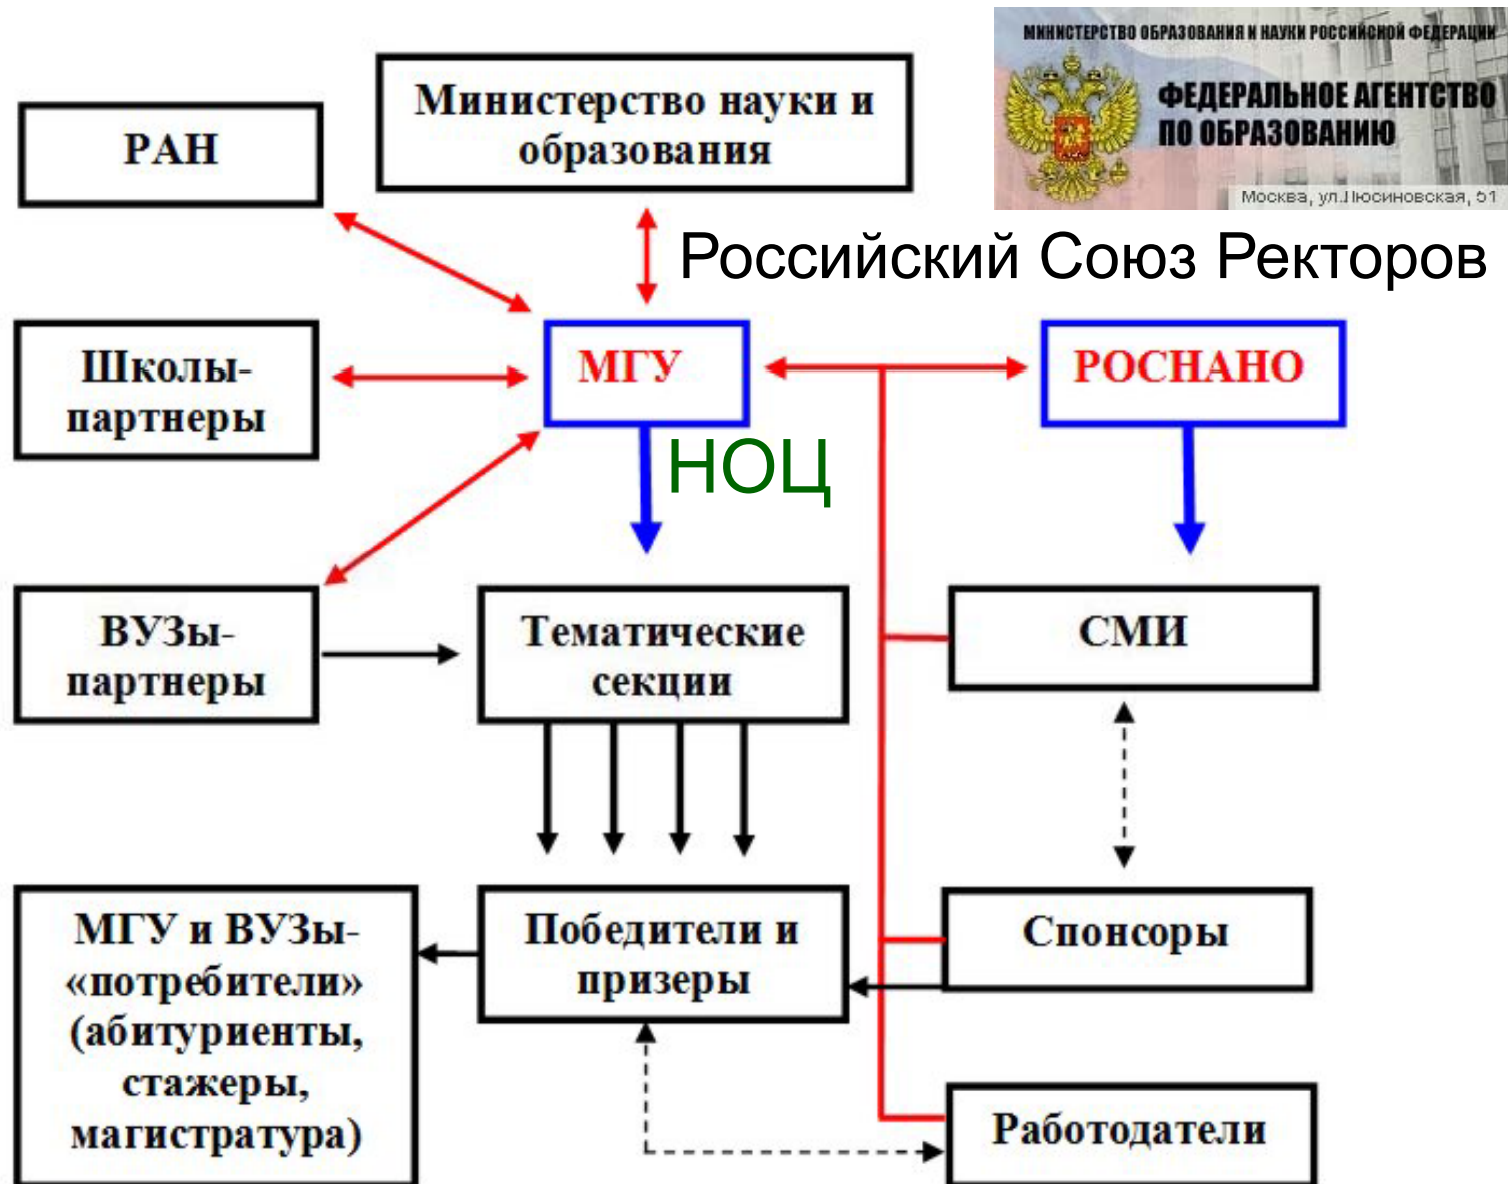 МИНИСТЕРСТВО ОБРАЗОВАНИЯ И НАУКИ РОССИЙСКОЙ ФЕДЕРАЦИИ
ФЕДЕРАЛЬНОЕ АГЕНТСТВО
ПО ОБРАЗОВАНИЮ
Москва, ул.Люсиновская, 51
РАН
Министерство науки и
образования
Российский Союз Ректоров
Школы-
партнеры
МГУ
РОСНАНО
НОЦ
ВУЗы-
партнеры
Тематические
секции
СМИ
МГУ и ВУЗы-
«потребители»
(абитуриенты,
стажеры,
магистратура)
Победители и
призеры
Спонсоры
Работодатели